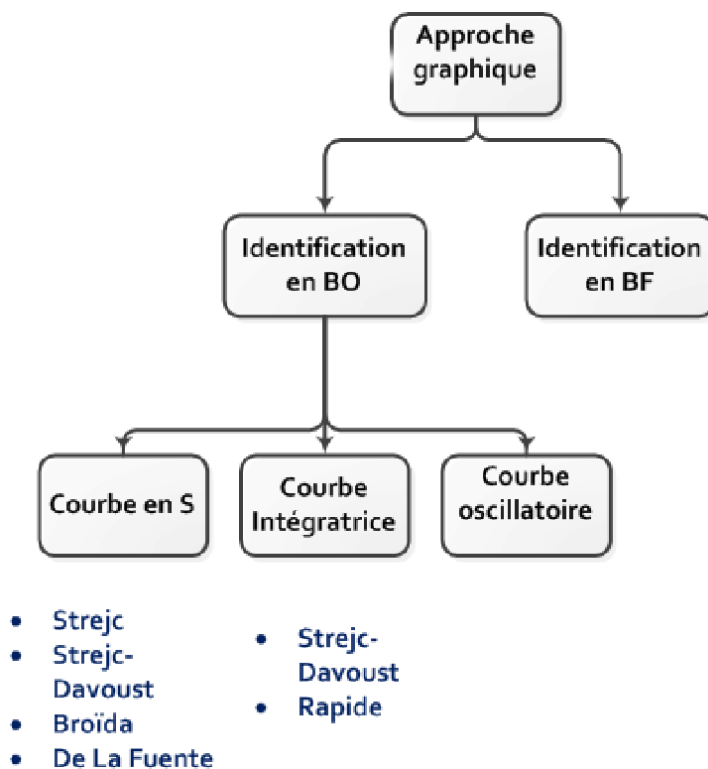 Approche
graphique
Identification
en BO
Identification
en BF
Courbe en S
Courbe
Intégratrice
Courbe
oscillatoire
• Strejc
• Strejc-
Davoust
• Broïda
• De La Fuente
• Strejc-
Davoust
• Rapide